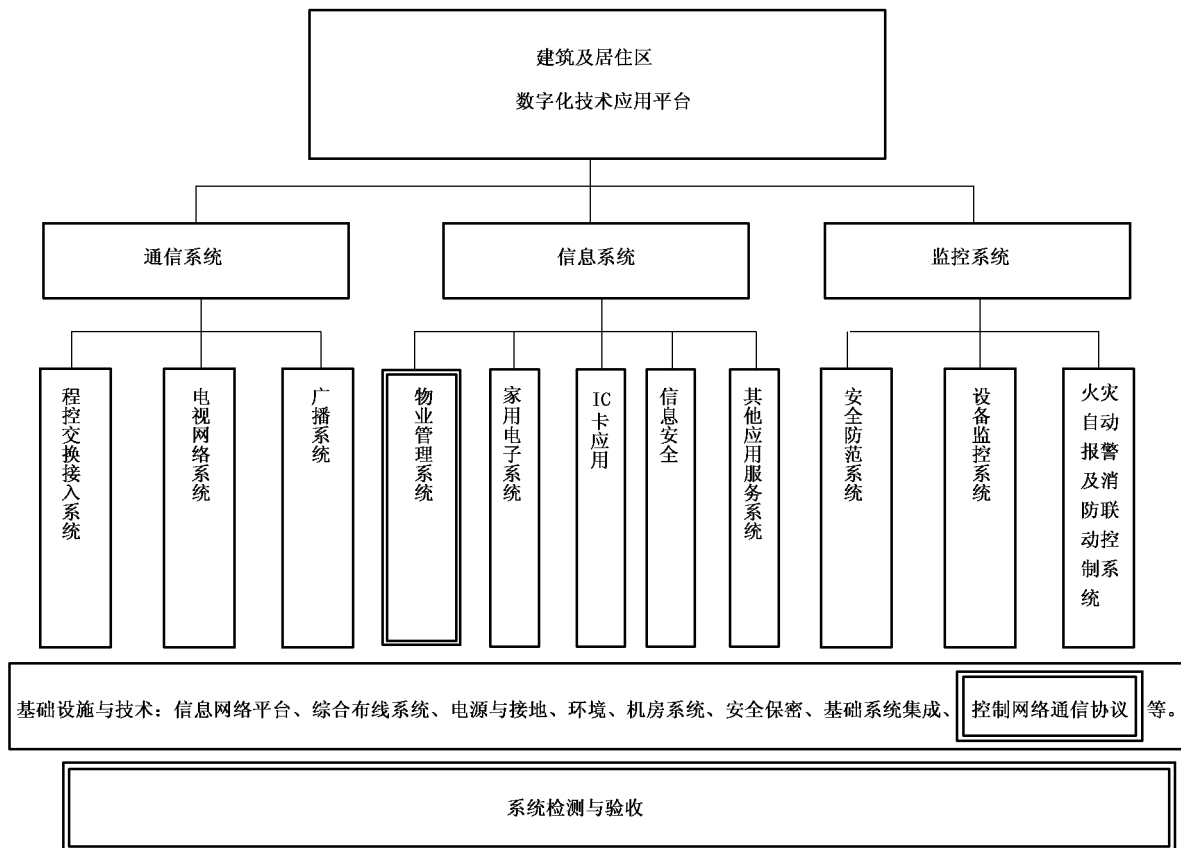 建筑及居住区
数字化技术应用平台
通信系统
信息系统
监控系统
程控交换接入系统
电视网络系统
广播系统
物业管理系统
家用电子系统
IC卡应用
信息安全
其他应用服务系统
安全防范系统
设备监控系统
火灾自动报警及消防联动控制系统
基础设施与技术：信息网络平台、综合布线系统、电源与接地、环境、机房系统、安全保密、基础系统集成、控制网络通信协议等。
系统检测与验收